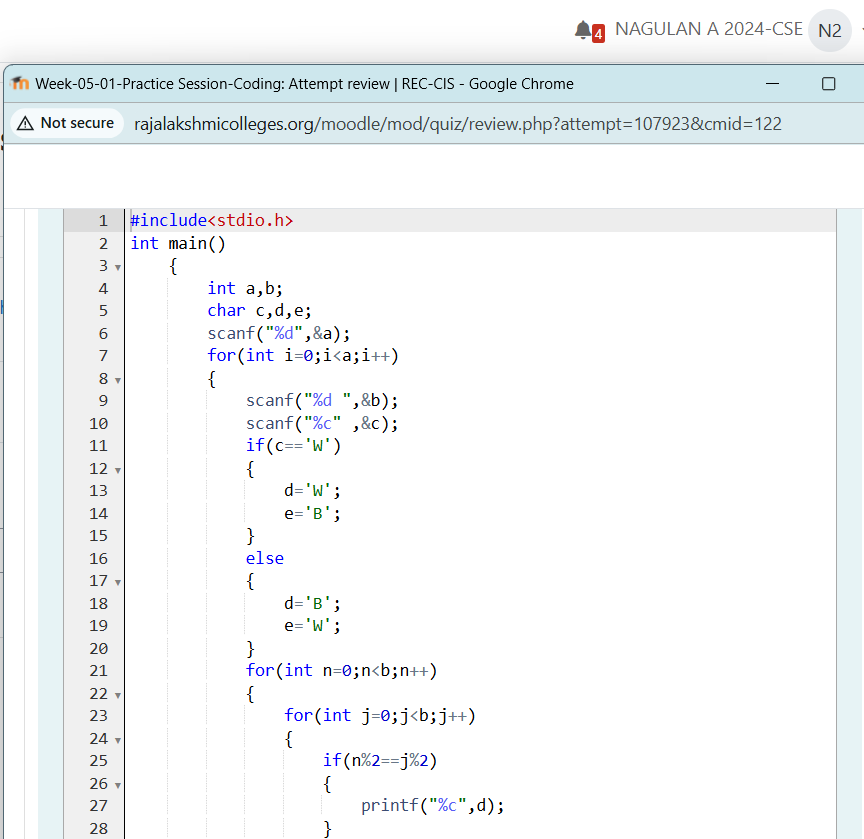 4 NAGULAN A 2024-CSE N2
Week-05-01-Practice Session-Coding: Attempt review | REC-CIS - Google Chrome
Not secure rajalakshmicolleges.org/moodle/mod/quiz/review.php?attempt=107923&cmid=122
1 #include<stdio.h>
2 int main()
3 {
4 int a,b;
5 char c,d,e;
6 scanf("%d",&a);
7 for(int i=0;i<a;i++)
8 {
9 scanf("%d ",&b);
10 scanf("%c" ,&c);
11 if(c=='W')
12 {
13 d='W';
14 e='B';
15 }
16 else
17 {
18 d='B';
19 e='W';
20 }
21 for(int n=0;n<b;n++)
22 {
23 for(int j=0;j<b;j++)
24 {
25 if(n%2==j%2)
26 {
27 printf("%c",d);
28 }